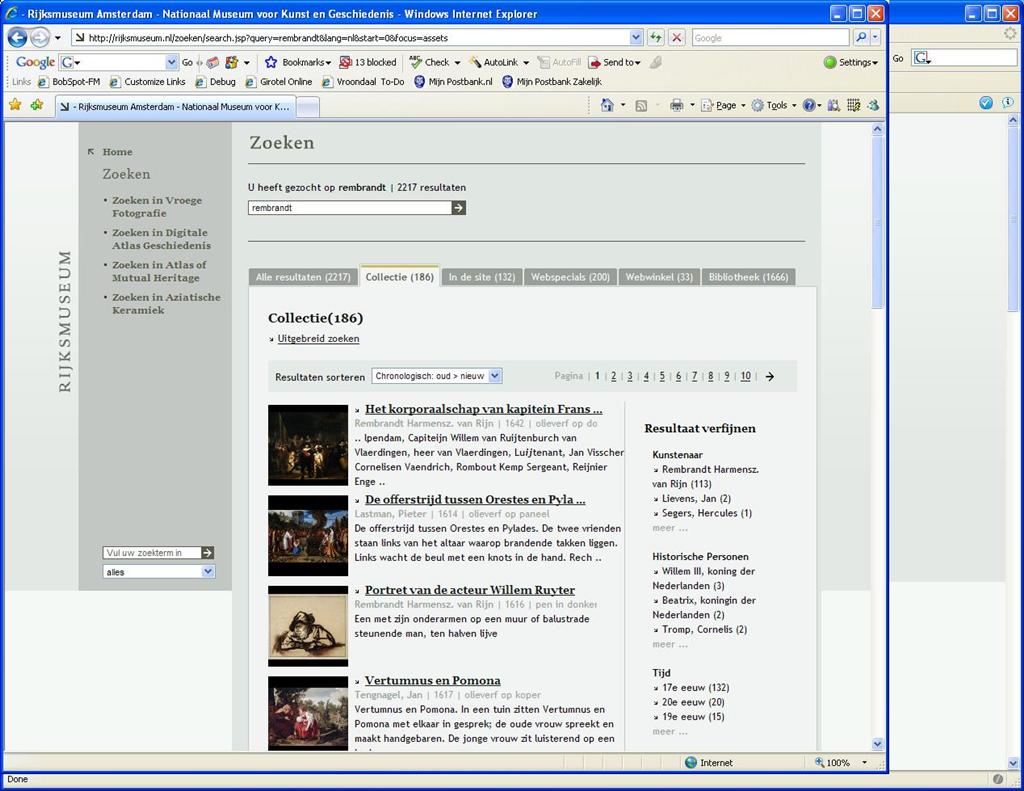 - Rijksmuseum Amsterdam - Nationaal Museum voor Kunst en Geschiedenis - Windows Internet Explorer
http://rijksmuseum.nl/zoeken/search.jsp?query=rembrandt&lang=nl&start=0&focus=assets
Google
Google G Go Bookmarks 13 blocked Check AutoLink AutoFill Send to Settings
Go G
Links BobSpot-FM Customize Links Debug Girotel Online Vroondaal To-Do Mijn Postbank.nl Mijn Postbank Zakelijk
- Rijksmuseum Amsterdam - Nationaal Museum voor K...
Page Tools
RIJKSMUSEUM
Home
Zoeken
• Zoeken in Vroege
Fotografie
• Zoeken in Digitale
Atlas Geschiedenis
• Zoeken in Atlas of
Mutual Heritage
• Zoeken in Aziatische
Keramiek
Vul uw zoekterm in
alles
Zoeken
U heeft gezocht op rembrandt | 2217 resultaten
rembrandt
Alle resultaten (2217) Collectie (186) In de site (132) Webspecials (200) Webwinkel (33) Bibliotheek (1666)
Collectie(186)
Uitgebreid zoeken
Resultaten sorteren Chronologisch: oud > nieuw Pagina | 1 | 2 | 3 | 4 | 5 | 6 | 7 | 8 | 9 | 10 | →
Het korporaalschap van kapitein Frans ...
Rembrandt Harmensz. van Rijn | 1642 | olieverf op do
.. Ipendam, Capiteijn Willem van Ruijtenburch van
Vlaerdingen, heer van Vlaerdingen, Luijtenant, Jan Visscher
Cornelisen Vaendrich, Rombout Kemp Sergeant, Reijnier
Enge ..
De offerstrijd tussen Orestes en Pyla ...
Lastman, Pieter | 1614 | olieverf op paneel
De offerstrijd tussen Orestes en Pylades. De twee vrienden
staan links van het altaar waarop brandende takken liggen.
Links wacht de beul met een knots in de hand. Rech ..
Portret van de acteur Willem Ruyter
Rembrandt Harmensz. van Rijn | 1616 | pen in donker
Een met zijn onderarmen op een muur of balustrade
steunende man, ten halven lijve
Vertumnus en Pomona
Tengnagel, Jan | 1617 | olieverf op koper
Vertumnus en Pomona. In een tuin zitten Vertumnus en
Pomona met elkaar in gesprek; de oude vrouw spreekt en
maakt handgebaren. De jonge vrouw zit luisterend op een
Resultaat verfijnen
Kunstenaar
Rembrandt Harmensz.
van Rijn (113)
Lievens, Jan (2)
Segers, Hercules (1)
meer ...
Historische Personen
Willem III, koning der
Nederlanden (3)
Beatrix, koningin der
Nederlanden (2)
Tromp, Cornelis (2)
meer ...
Tijd
17e eeuw (132)
20e eeuw (20)
19e eeuw (15)
meer ...
Internet 100%
Done